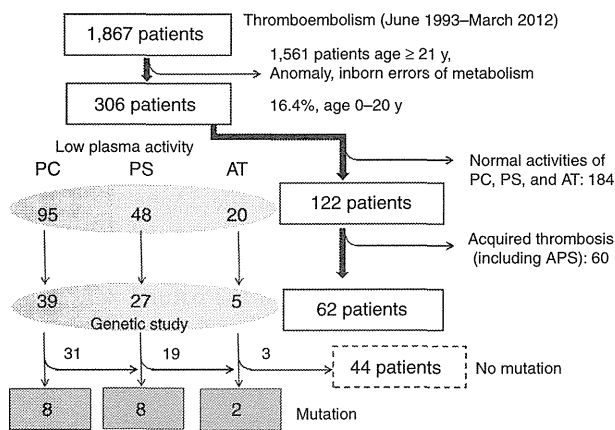 Thromboembolism (June 1993–March 2012)
1,867 patients
1,561 patients age ≥ 21 y,
Anomaly, inborn errors of metabolism
306 patients
16.4%, age 0–20 y
Low plasma activity
PC PS AT
Normal activities of
PC, PS, and AT: 184
95 48 20
122 patients
Acquired thrombosis
(including APS): 60
39 27 5
62 patients
Genetic study
31 19 3
44 patients
No mutation
8 8 2
Mutation